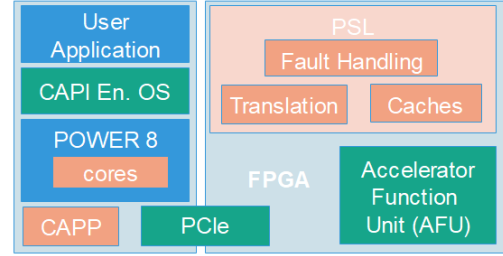 User
Application
CAPI En. OS
POWER 8
cores
CAPP
PCIe
PSL
Fault Handling
Translation
Caches
FPGA
Accelerator
Function
Unit (AFU)